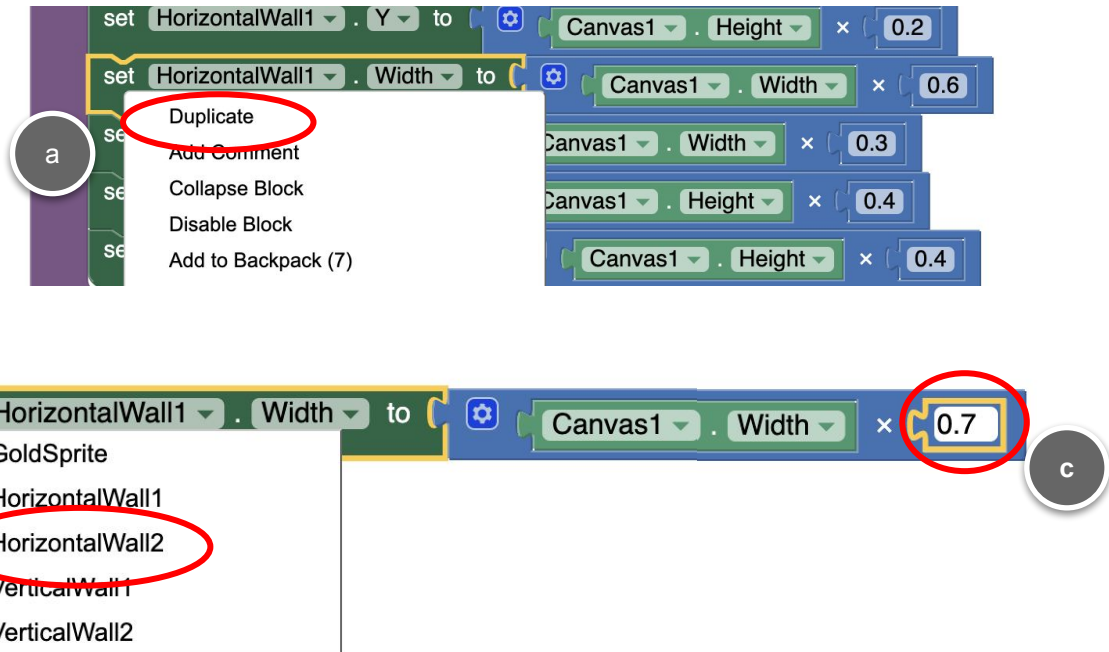 set HorizontalWall1 . Y to Canvas1 . Height × 0.2
set HorizontalWall1 . Width to Canvas1 . Width × 0.6
Duplicate
a
Add Comment
Canvas1 . Width × 0.3
Collapse Block
Canvas1 . Height × 0.4
Disable Block
Add to Backpack (7)
Canvas1 . Height × 0.4
HorizontalWall1 . Width to Canvas1 . Width × 0.7
GoldSprite
c
HorizontalWall1
HorizontalWall2
VerticalWall1
VerticalWall2